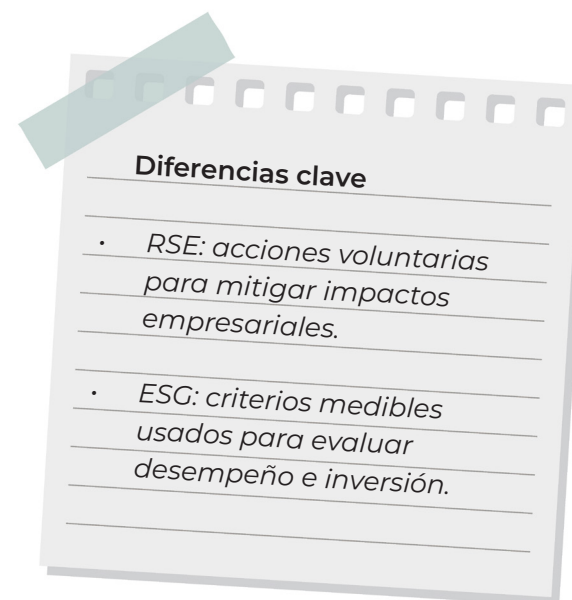 Diferencias clave
• RSE: acciones voluntarias
para mitigar impactos
empresariales.
• ESG: criterios medibles
usados para evaluar
desempeño e inversión.